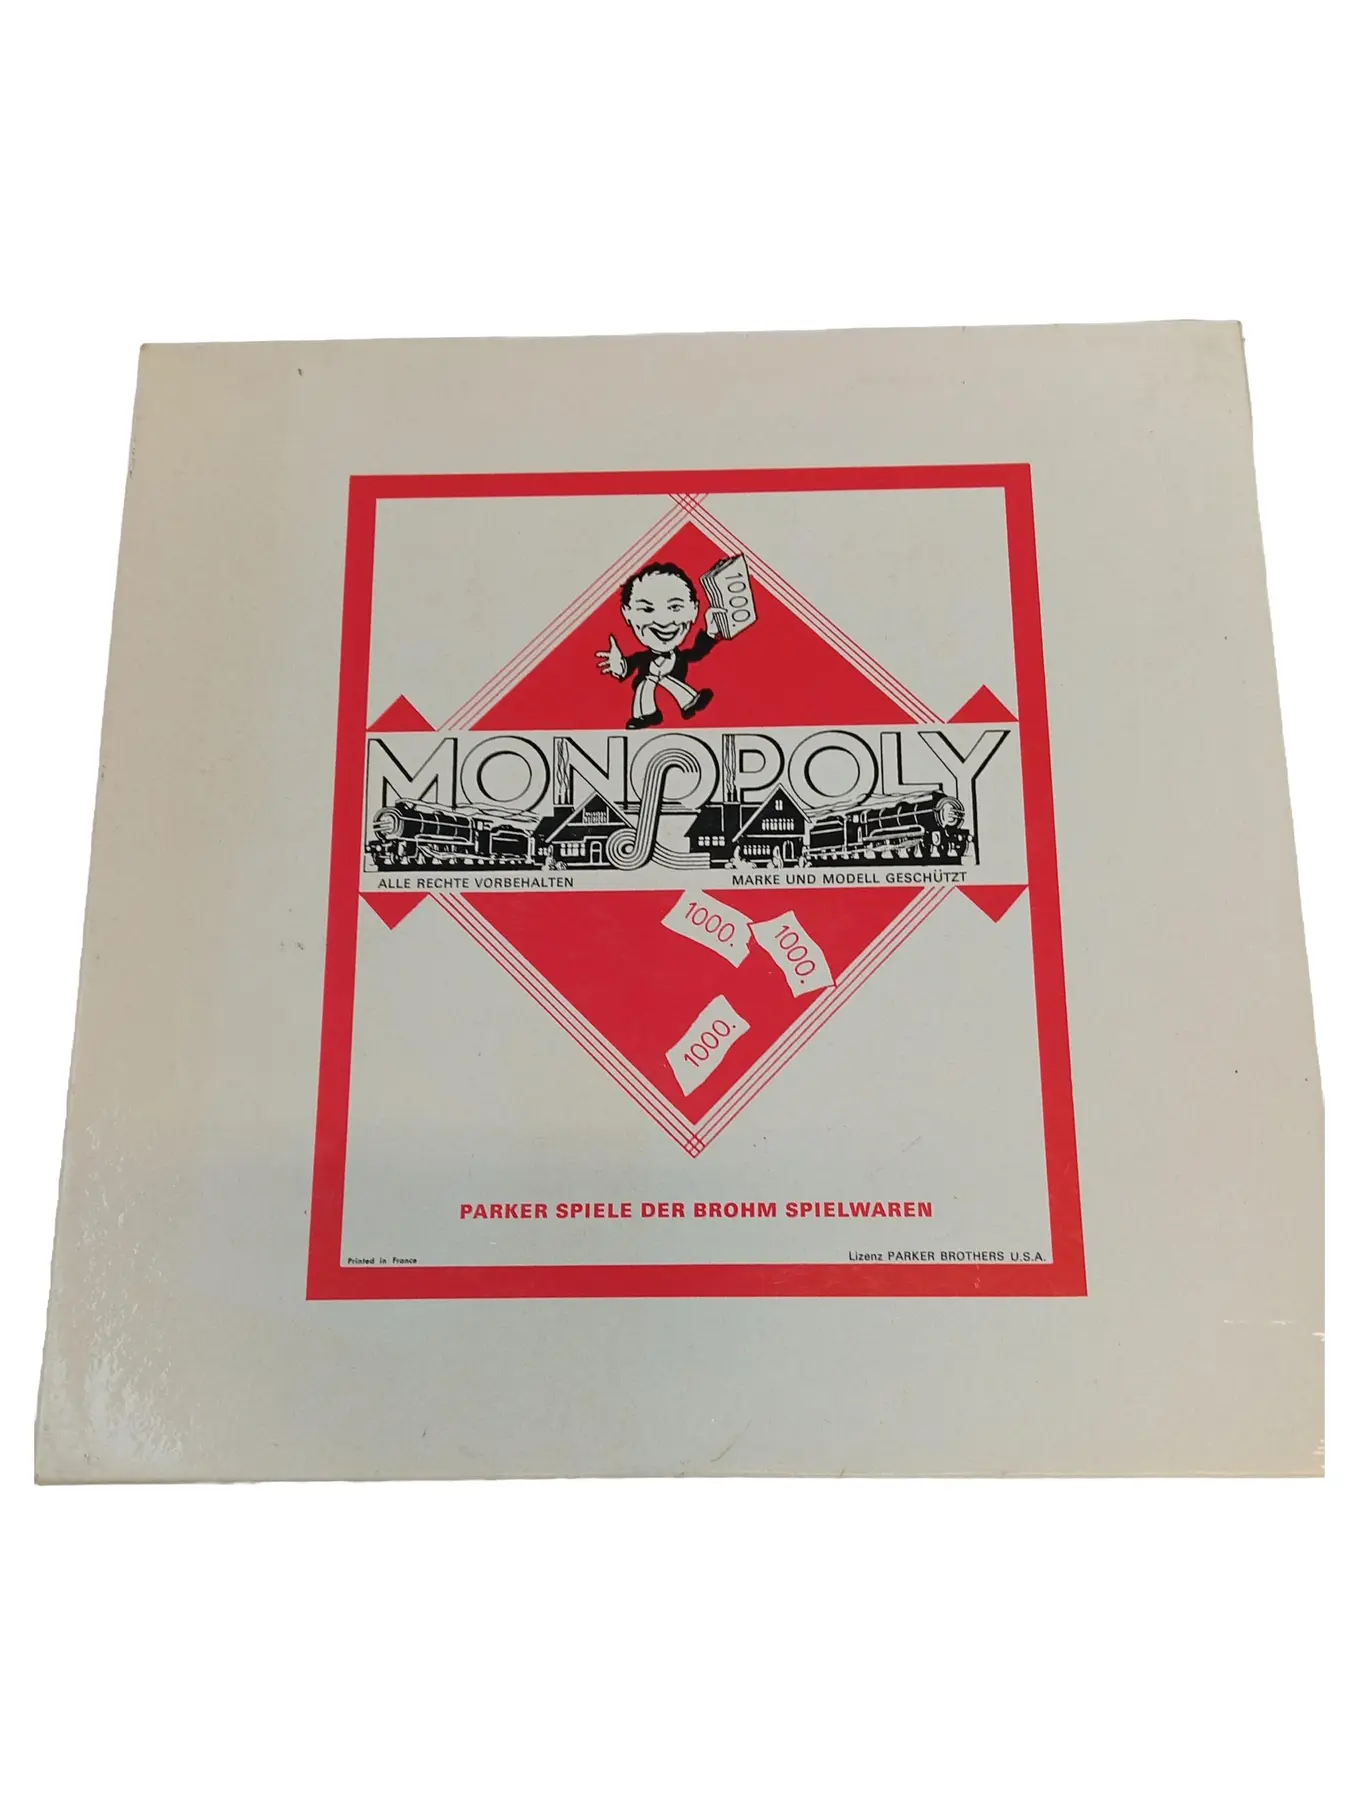 1000.
MONOPOLY
ALLE RECHTE VORBEHALTEN MARKE UND MODELL GESCHÜTZT
1000.
1000.
1000.
PARKER SPIELE DER BROHM SPIELWAREN
Printed in France Lizenz PARKER BROTHERS U.S.A.